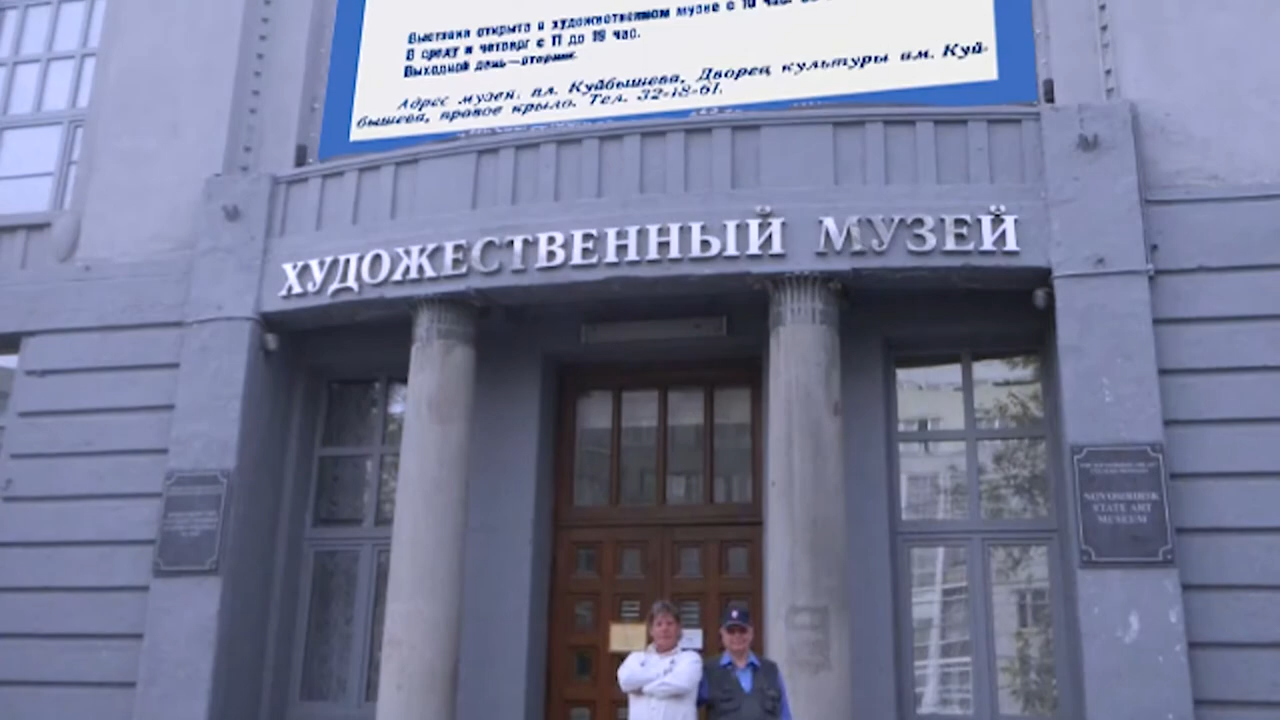 Выставка открыта в художественном музее с 10 час.
В среду и четверг с 11 до 19 час.
Выходной день—вторник.
Адрес музея: пл. Куйбышева, Дворец культуры им. Куй-
бышева, правое крыло. Тел. 32-18-61.
ХУДОЖЕСТВЕННЫЙ МУЗЕЙ
NOVOSIBIRSK
STATE ART
MUSEUM